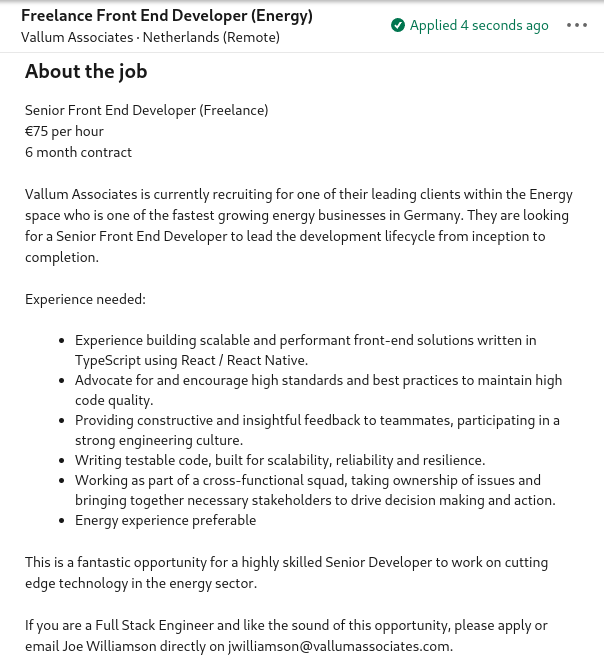 Freelance Front End Developer (Energy)
Vallum Associates · Netherlands (Remote)
Applied 4 seconds ago
About the job
Senior Front End Developer (Freelance)
€75 per hour
6 month contract
Vallum Associates is currently recruiting for one of their leading clients within the Energy
space who is one of the fastest growing energy businesses in Germany. They are looking
for a Senior Front End Developer to lead the development lifecycle from inception to
completion.
Experience needed:
• Experience building scalable and performant front-end solutions written in
TypeScript using React / React Native.
• Advocate for and encourage high standards and best practices to maintain high
code quality.
• Providing constructive and insightful feedback to teammates, participating in a
strong engineering culture.
• Writing testable code, built for scalability, reliability and resilience.
• Working as part of a cross-functional squad, taking ownership of issues and
bringing together necessary stakeholders to drive decision making and action.
• Energy experience preferable
This is a fantastic opportunity for a highly skilled Senior Developer to work on cutting
edge technology in the energy sector.
If you are a Full Stack Engineer and like the sound of this opportunity, please apply or
email Joe Williamson directly on jwilliamson@vallumassociates.com.